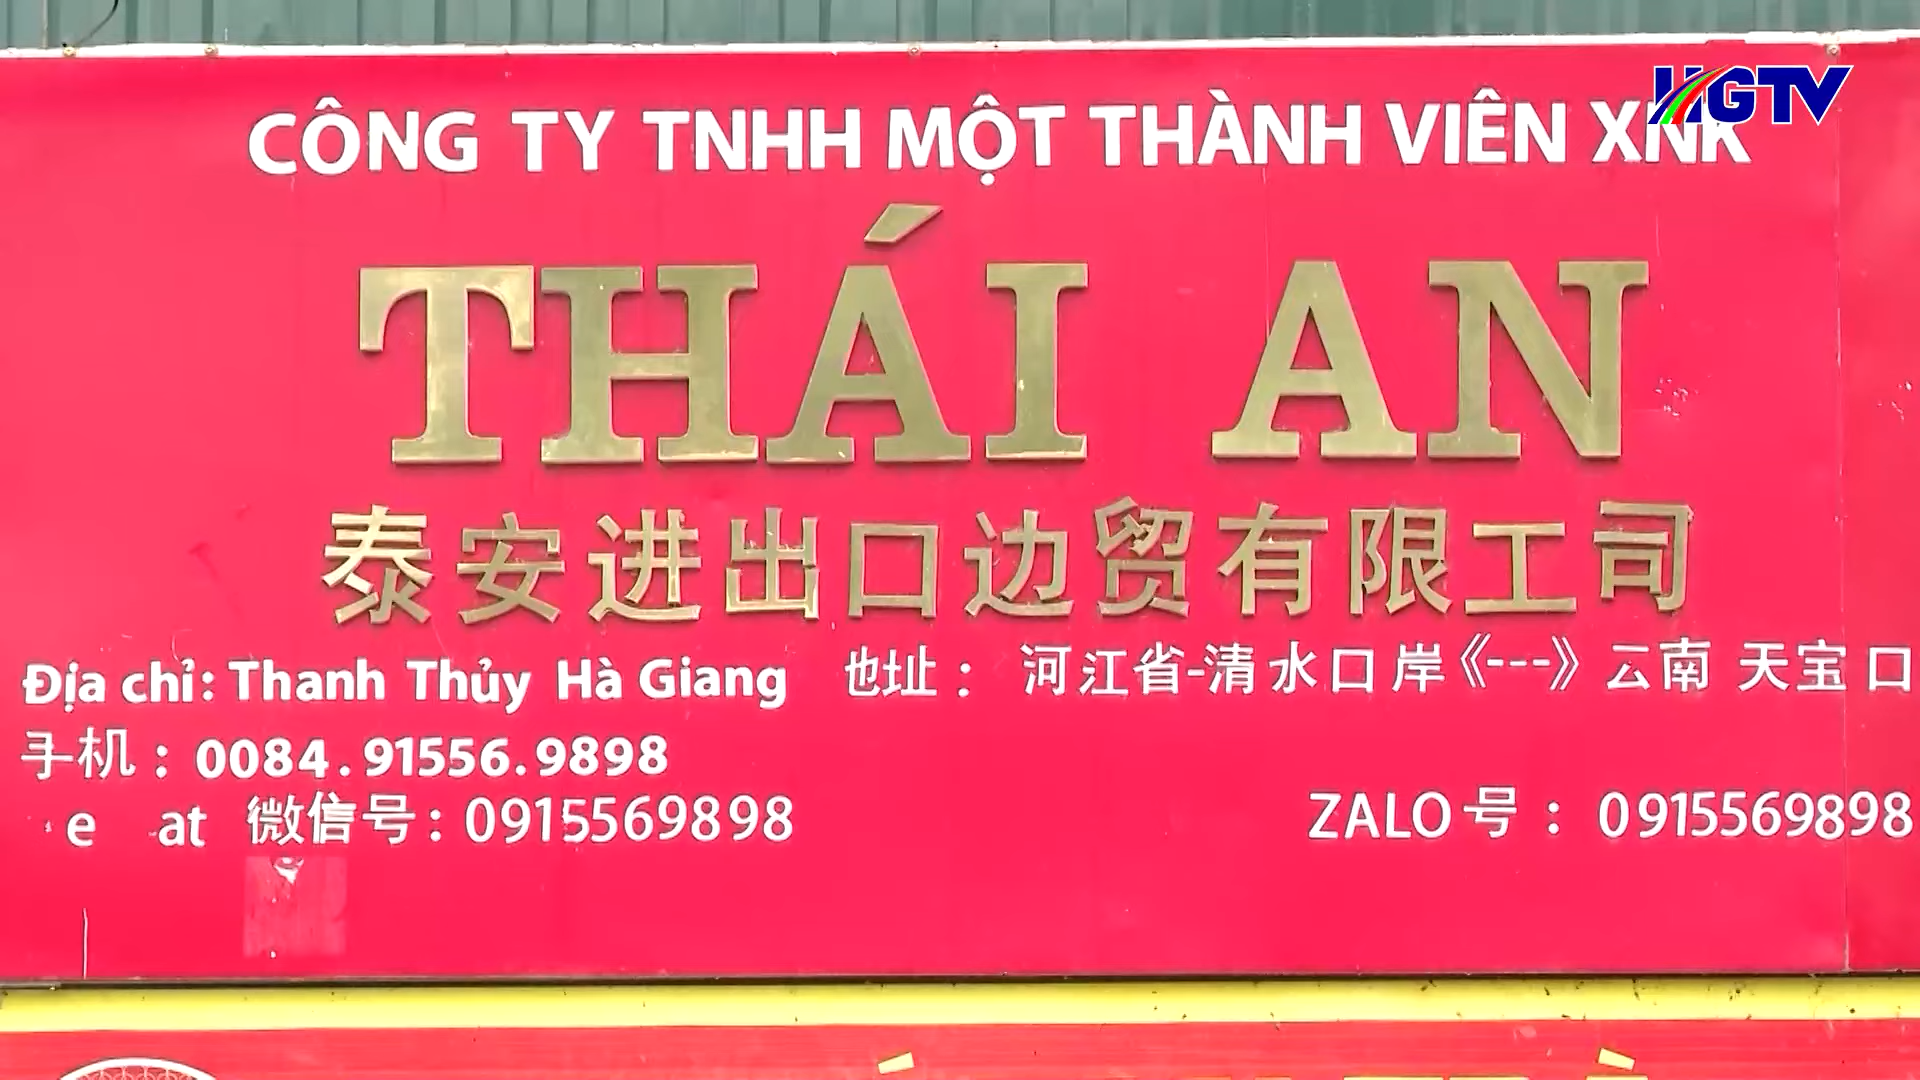 HGTV
CÔNG TY TNHH MỘT THÀNH VIÊN XNK
THÁI AN
泰安进出口边贸有限工司
Địa chỉ: Thanh Thủy Hà Giang 地址：河江省-清水口岸《---》云南 天宝口
手机：0084.91556.9898
e at 微信号：0915569898 ZALO号：0915569898